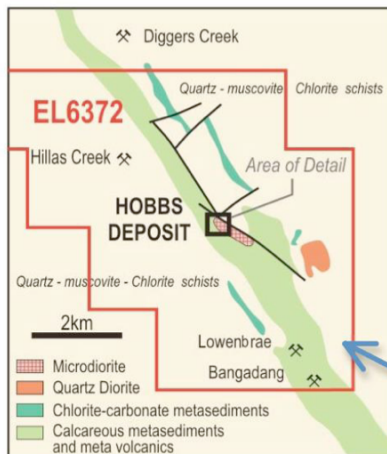 Diggers Creek
Quartz - muscovite Chlorite schists
EL6372
Area of Detail
Hillas Creek
HOBBS
DEPOSIT
Quartz - muscovite - Chlorite schists
2km
Lowenbrae
Bangadang
Microdiorite
Quartz Diorite
Chlorite-carbonate metasediments
Calcareous metasediments
and meta volcanics